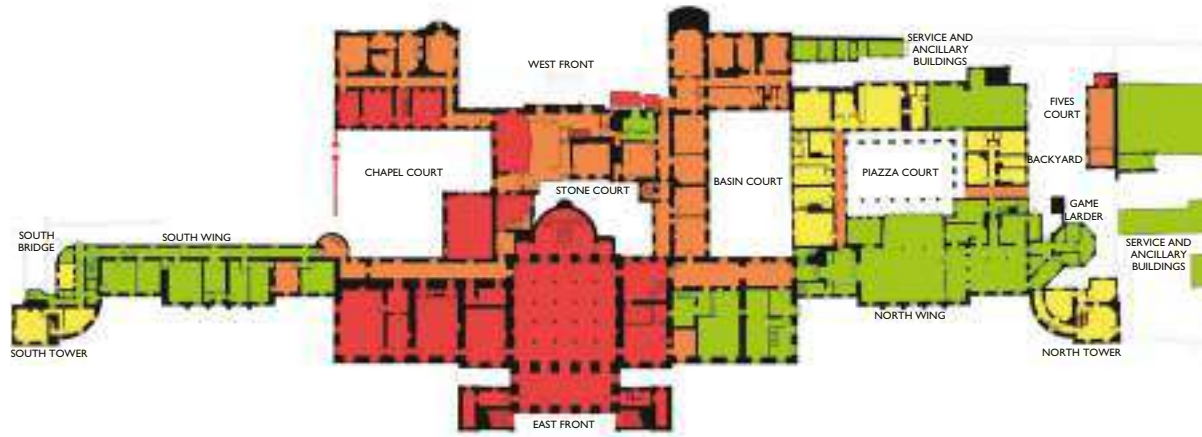 SERVICE AND
ANCILLARY
BUILDINGS
WEST FRONT
FIVES
COURT
CHAPEL COURT
STONE COURT
BASIN COURT
PIAZZA COURT
BACKYARD
GAME
LARDER
SOUTH
BRIDGE
SOUTH WING
SERVICE AND
ANCILLARY
BUILDINGS
NORTH WING
SOUTH TOWER
NORTH TOWER
EAST FRONT